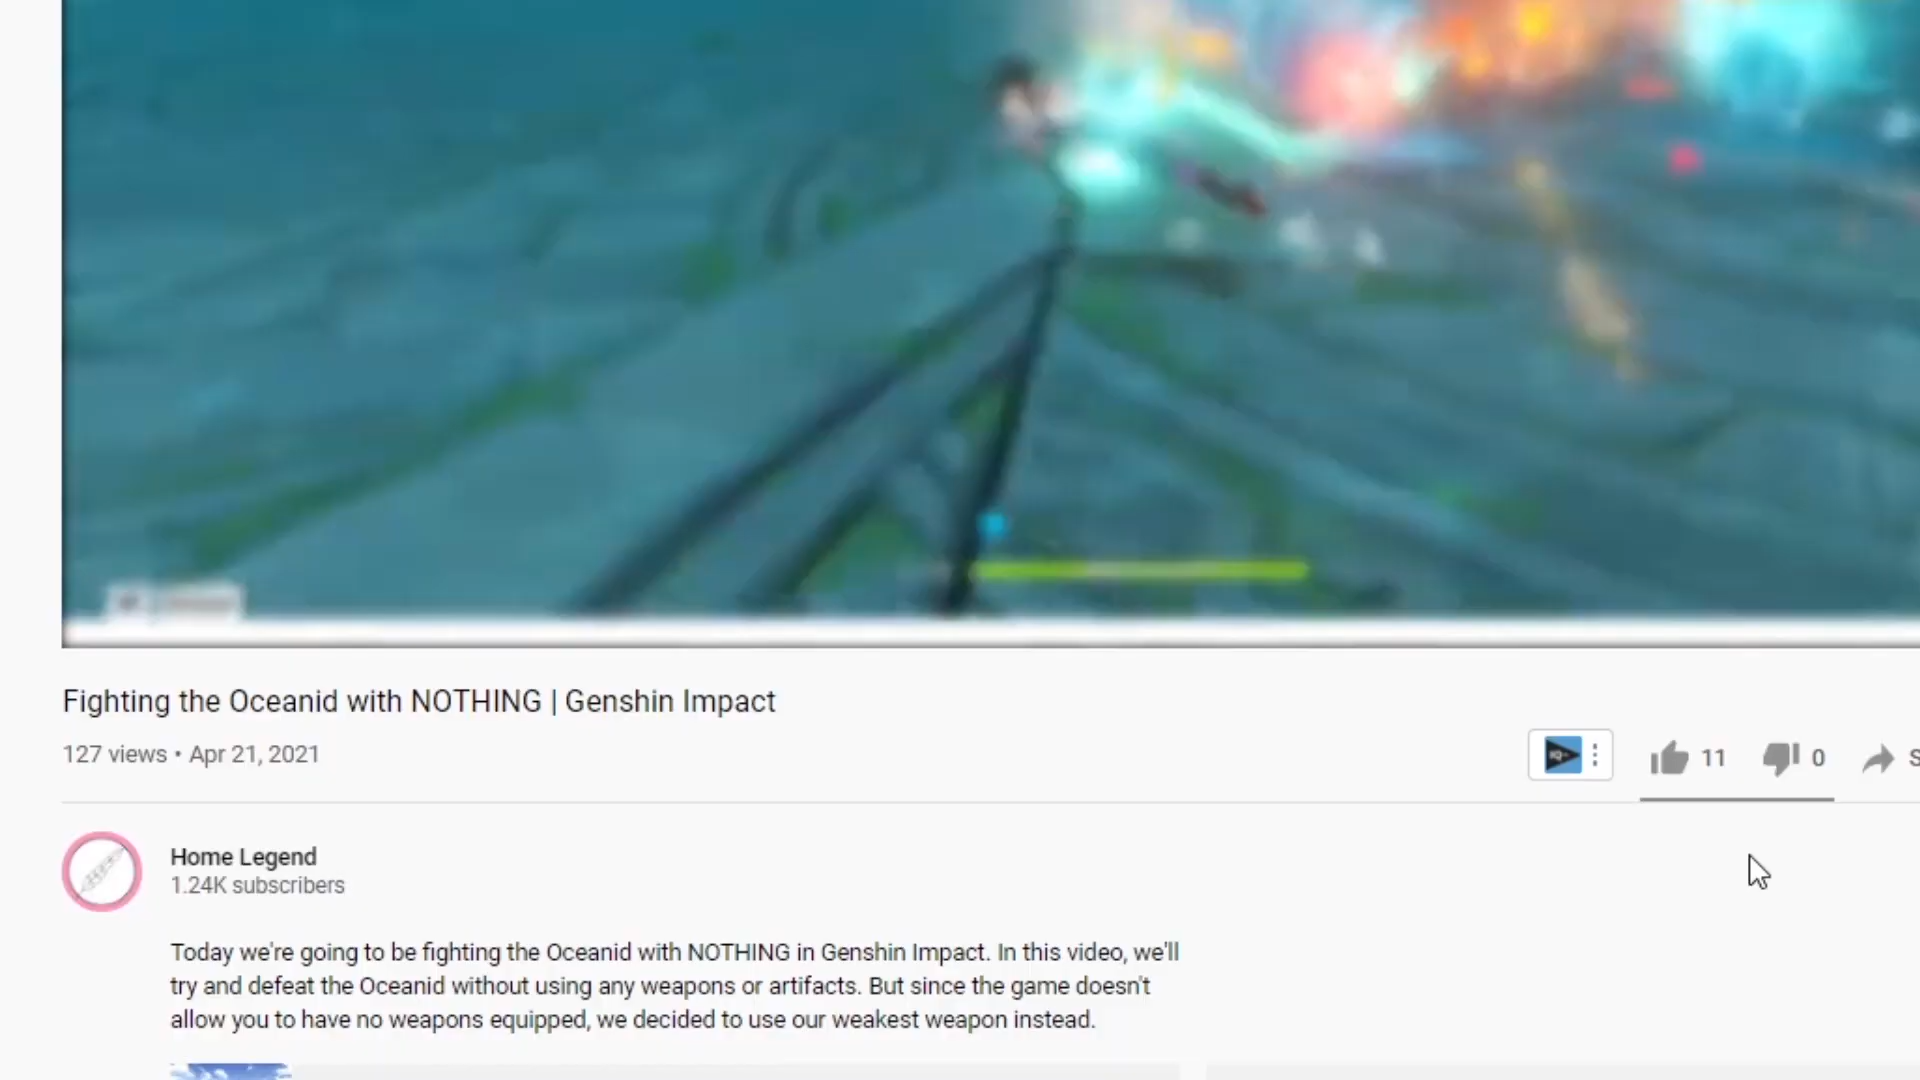 Fighting the Oceanid with NOTHING | Genshin Impact
127 views • Apr 21, 2021
11
0
S
Home Legend
1.24K subscribers
Today we're going to be fighting the Oceanid with NOTHING in Genshin Impact. In this video, we'll
try and defeat the Oceanid without using any weapons or artifacts. But since the game doesn't
allow you to have no weapons equipped, we decided to use our weakest weapon instead.